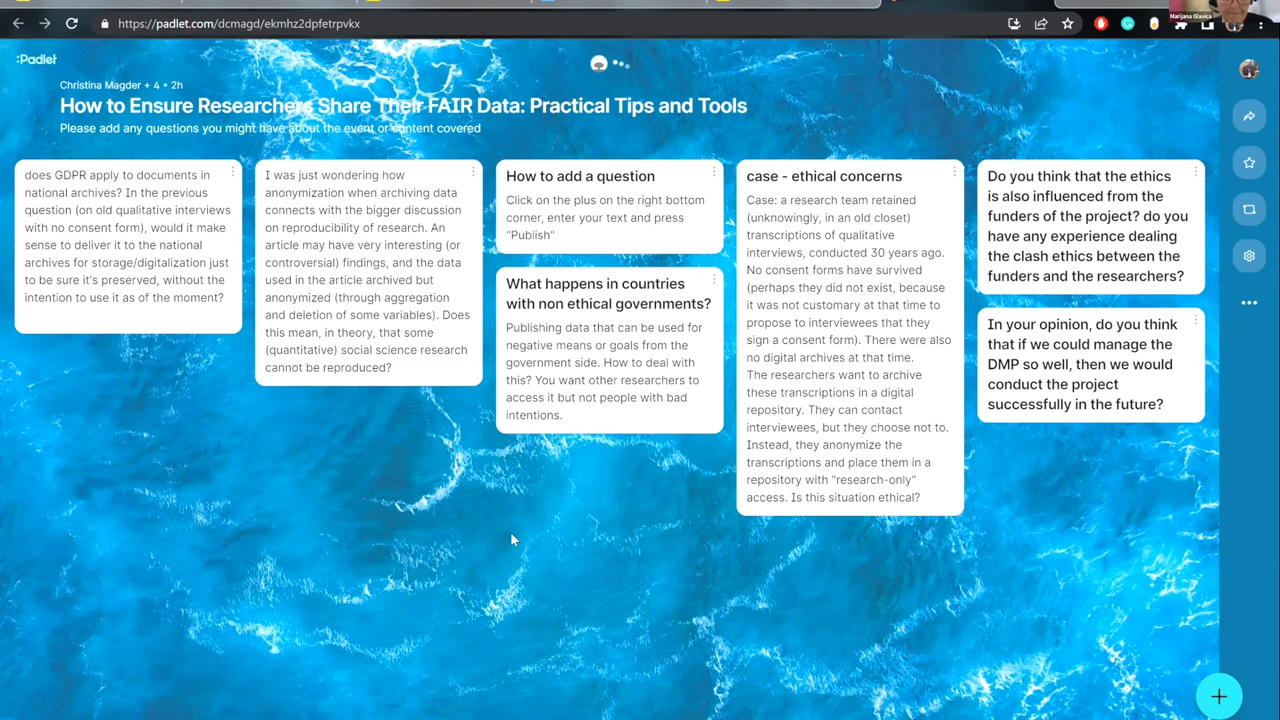 https://padlet.com/dcmagd/ekmhz2dpfetrpvkx
Marijana Glavica
:Padlet
Christina Magder + 4 • 2h
How to Ensure Researchers Share Their FAIR Data: Practical Tips and Tools
Please add any questions you might have about the event or content covered
does GDPR apply to documents in
national archives? In the previous
question (on old qualitative interviews
with no consent form), would it make
sense to deliver it to the national
archives for storage/digitalization just
to be sure it's preserved, without the
intention to use it as of the moment?
I was just wondering how
anonymization when archiving data
connects with the bigger discussion
on reproducibility of research. An
article may have very interesting (or
controversial) findings, and the data
used in the article archived but
anonymized (through aggregation
and deletion of some variables). Does
this mean, in theory, that some
(quantitative) social science research
cannot be reproduced?
How to add a question
Click on the plus on the right bottom
corner, enter your text and press
"Publish"
What happens in countries
with non ethical governments?
Publishing data that can be used for
negative means or goals from the
government side. How to deal with
this? You want other researchers to
access it but not people with bad
intentions.
case - ethical concerns
Case: a research team retained
(unknowingly, in an old closet)
transcriptions of qualitative
interviews, conducted 30 years ago.
No consent forms have survived
(perhaps they did not exist, because
it was not customary at that time to
propose to interviewees that they
sign a consent form). There were also
no digital archives at that time.
The researchers want to archive
these transcriptions in a digital
repository. They can contact
interviewees, but they choose not to.
Instead, they anonymize the
transcriptions and place them in a
repository with "research-only"
access. Is this situation ethical?
Do you think that the ethics
is also influenced from the
funders of the project? do you
have any experience dealing
the clash ethics between the
funders and the researchers?
In your opinion, do you think
that if we could manage the
DMP so well, then we would
conduct the project
successfully in the future?